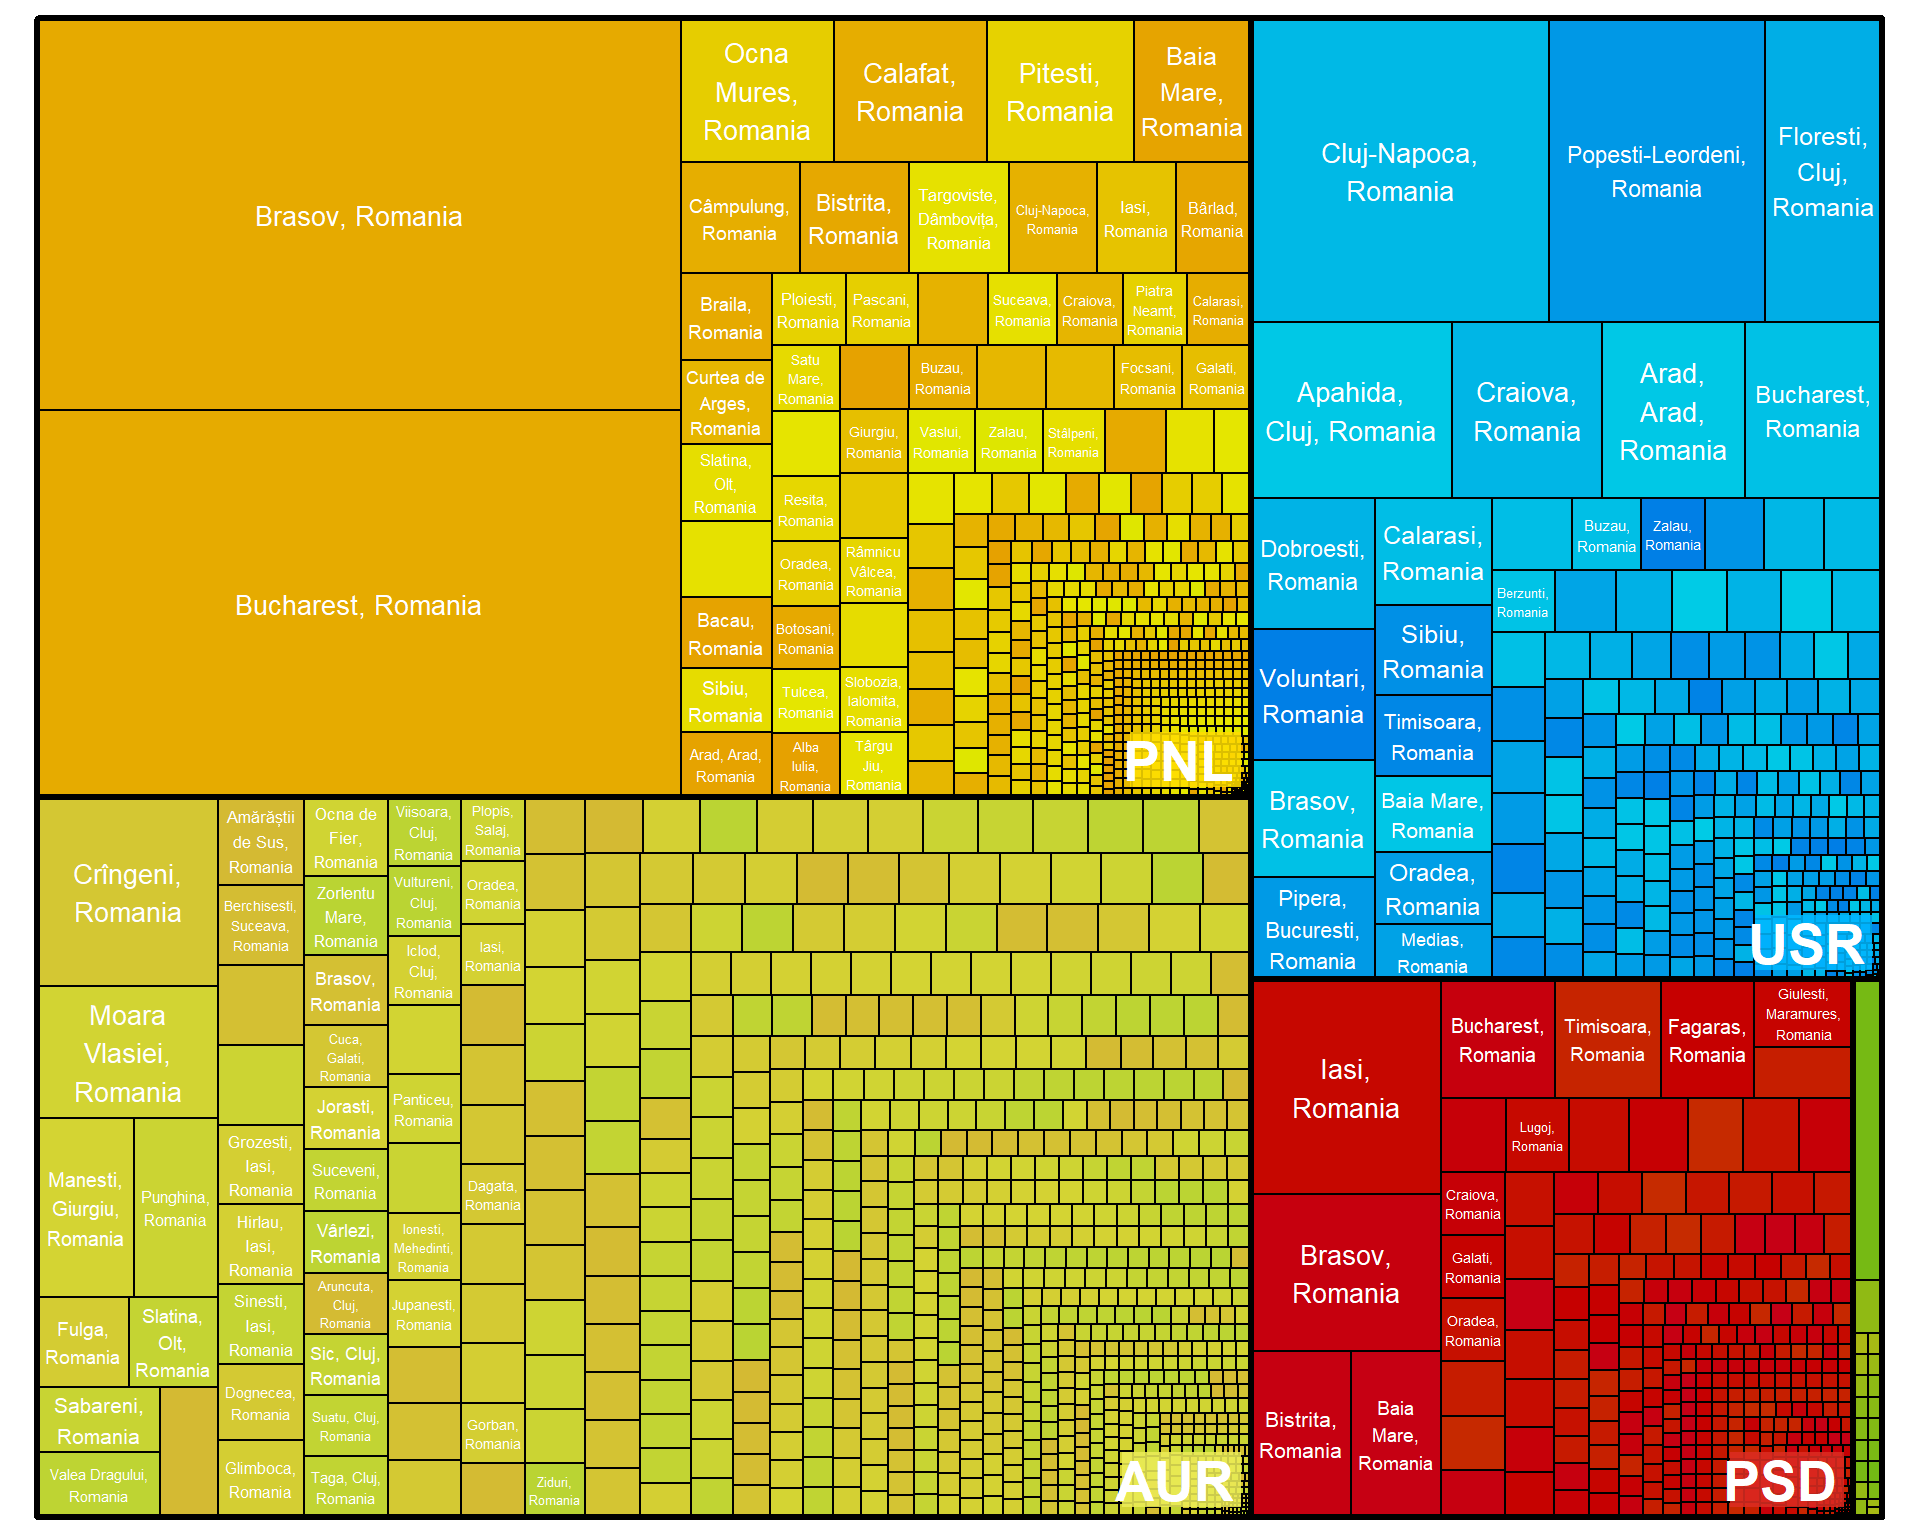 Brasov, Romania
Bucharest, Romania
Ocna
Mures,
Romania
Calafat,
Romania
Pitesti,
Romania
Baia
Mare,
Romania
Câmpulung,
Romania
Bistrita,
Romania
Targoviste,
Dâmbovița,
Romania
Cluj-Napoca,
Romania
Iasi,
Romania
Bârlad,
Romania
Braila,
Romania
Ploiesti,
Romania
Pascani,
Romania
Suceava,
Romania
Craiova,
Romania
Piatra
Neamt,
Romania
Calarasi,
Romania
Curtea de
Arges,
Romania
Satu
Mare,
Romania
Buzau,
Romania
Focsani,
Romania
Galati,
Romania
Slatina,
Olt,
Romania
Giurgiu,
Romania
Vaslui,
Romania
Zalau,
Romania
Stâlpeni,
Romania
Resita,
Romania
Oradea,
Romania
Râmnicu
Vâlcea,
Romania
Bacau,
Romania
Botosani,
Romania
Sibiu,
Romania
Tulcea,
Romania
Slobozia,
Ialomita,
Romania
Arad, Arad,
Romania
Alba
Iulia,
Romania
Târgu
Jiu,
Romania
PNL
Cluj-Napoca,
Romania
Popesti-Leordeni,
Romania
Floresti,
Cluj,
Romania
Apahida,
Cluj, Romania
Craiova,
Romania
Arad,
Arad,
Romania
Bucharest,
Romania
Dobroesti,
Romania
Calarasi,
Romania
Buzau,
Romania
Zalau,
Romania
Berzunti,
Romania
Voluntari,
Romania
Sibiu,
Romania
Timisoara,
Romania
Brasov,
Romania
Baia Mare,
Romania
Oradea,
Romania
Pipera,
Bucuresti,
Romania
Medias,
Romania
USR
Crîngeni,
Romania
Moara
Vlasiei,
Romania
Manesti,
Giurgiu,
Romania
Punghina,
Romania
Fulga,
Romania
Slatina,
Olt,
Romania
Sabareni,
Romania
Valea Dragului,
Romania
Amărăștii
de Sus,
Romania
Berchisesti,
Suceava,
Romania
Grozesti,
Iasi,
Romania
Hirlau,
Iasi,
Romania
Sinesti,
Iasi,
Romania
Dognecea,
Romania
Glimboca,
Romania
Ocna de
Fier,
Romania
Zorlentu
Mare,
Romania
Brasov,
Romania
Cuca,
Galati,
Romania
Jorasti,
Romania
Suceveni,
Romania
Vârlezi,
Romania
Aruncuta,
Cluj,
Romania
Sic, Cluj,
Romania
Suatu, Cluj,
Romania
Taga, Cluj,
Romania
Viisoara,
Cluj,
Romania
Vultureni,
Cluj,
Romania
Iclod,
Cluj,
Romania
Panticeu,
Romania
Ionesti,
Mehedinti,
Romania
Jupanesti,
Romania
Plopis,
Salaj,
Romania
Oradea,
Romania
Iasi,
Romania
Dagata,
Romania
Gorban,
Romania
Ziduri,
Romania
AUR
Iasi,
Romania
Brasov,
Romania
Bistrita,
Romania
Baia
Mare,
Romania
Bucharest,
Romania
Timisoara,
Romania
Fagaras,
Romania
Giulesti,
Maramures,
Romania
Lugoj,
Romania
Craiova,
Romania
Galati,
Romania
Oradea,
Romania
PSD